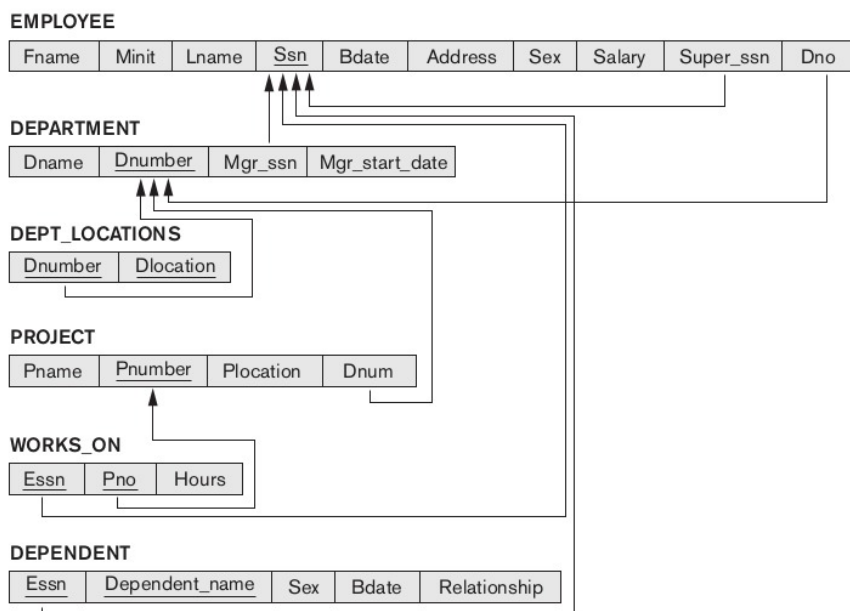 EMPLOYEE
Fname Minit Lname Ssn Bdate Address Sex Salary Super_ssn Dno
DEPARTMENT
Dname Dnumber Mgr_ssn Mgr_start_date
DEPT_LOCATIONS
Dnumber Dlocation
PROJECT
Pname Pnumber Plocation Dnum
WORKS_ON
Essn Pno Hours
DEPENDENT
Essn Dependent_name Sex Bdate Relationship